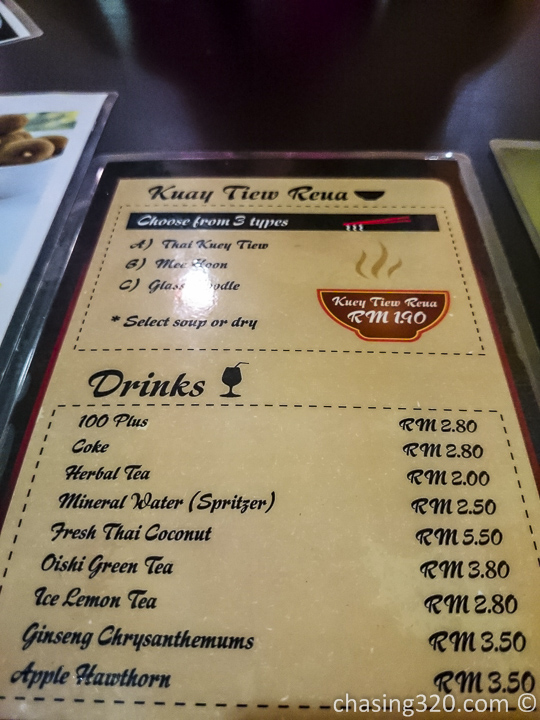 Kuay Tiew Reua
Choose from 3 types
A) Thai Kuey Tiew
B) Mee Hoon
C) Glass Noodle
* Select soup or dry
Kuey Tiew Reua
RM 1.90
Drinks
100 Plus RM 2.80
Coke RM 2.80
Herbal Tea RM 2.00
Mineral Water (Spritzer) RM 2.50
Fresh Thai Coconut RM 5.50
Oishi Green Tea RM 3.80
Ice Lemon Tea RM 2.80
Ginseng Chrysanthemums RM 3.50
Apple Hawthorn RM 3.50
chasing320.com ©